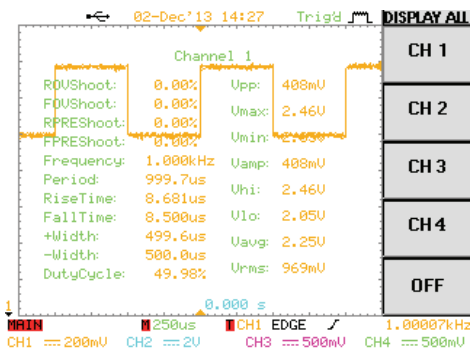 02-Dec'13 14:27 Trig'd DISPLAY ALL
Channel 1
CH 1
ROVShoot: 0.00% Vpp: 408mV
FOVShoot: 0.00% Vmax: 2.46V
CH 2
RPREShoot: 0.00%
FPREShoot: 0.00% Vmin: 2.05V
Frequency: 1.000kHz Vamp: 408mV
CH 3
Period: 999.7us
RiseTime: 8.681us Vhi: 2.46V
FallTime: 8.500us Vlo: 2.05V
CH 4
+Width: 499.6us
-Width: 500.0us Vavg: 2.25V
DutyCycle: 49.98% Vrms: 969mV
OFF
1 0.000 s
MAIN M 250us T CH1 EDGE 1.00007kHz
CH1 200mV CH2 2V CH3 500mV CH4 500mV